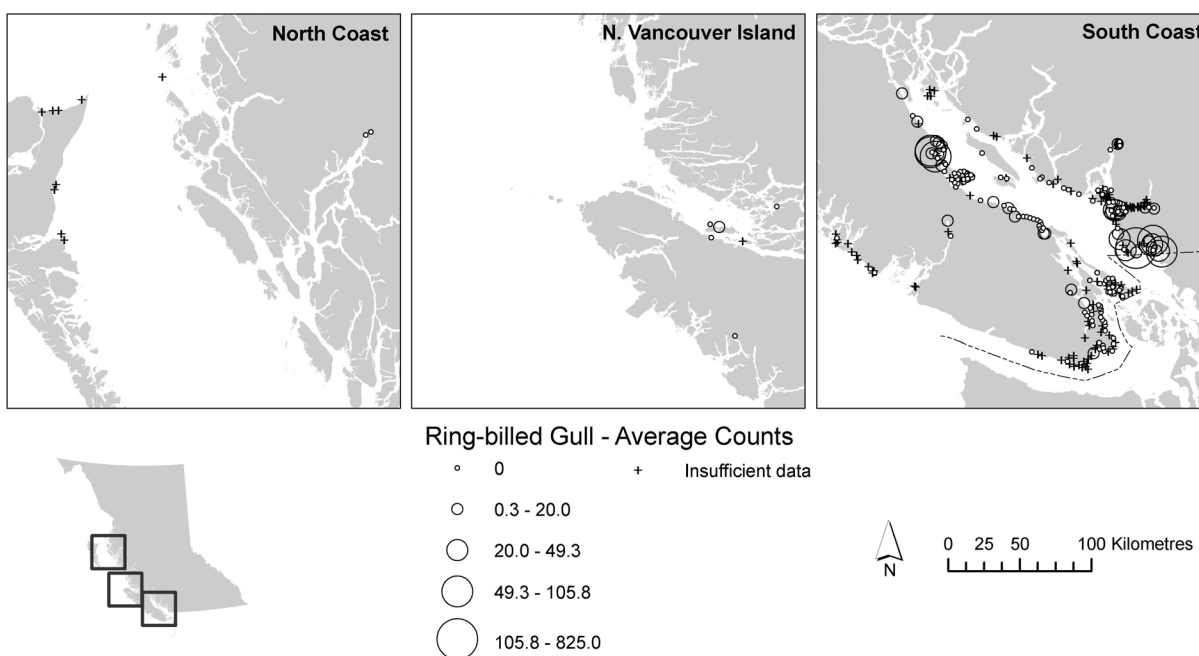 North Coast
N. Vancouver Island
South Coast
Ring-billed Gull - Average Counts
0
+ Insufficient data
0.3 - 20.0
20.0 - 49.3
49.3 - 105.8
105.8 - 825.0
N
0 25 50 100 Kilometres